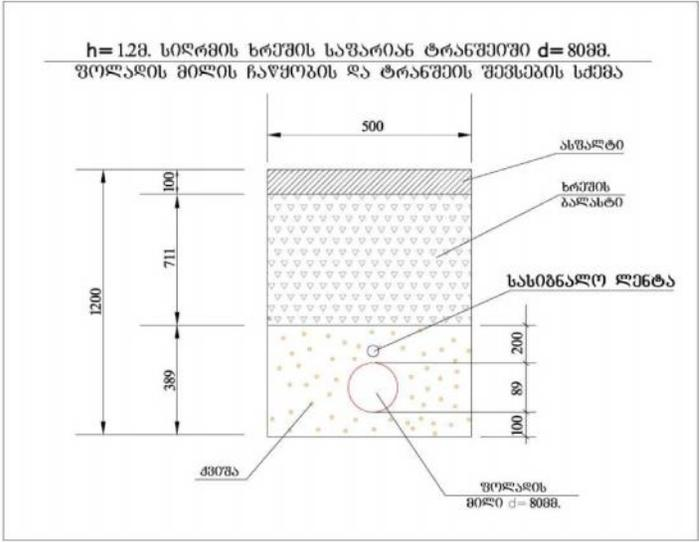 h=1.2მ. სიღრმის ხრეშის საფარიან ტრანშეიში d=80მმ.
ფოლადის მილის ჩაწყობის და ტრანშეის შევსების სქემა
500
ასფალტი
100
ხრეშის
ბალასტი
711
1200
სასიგნალო ლენტა
200
389
89
100
ქვიშა
ფოლადის
მილი d=80მმ.